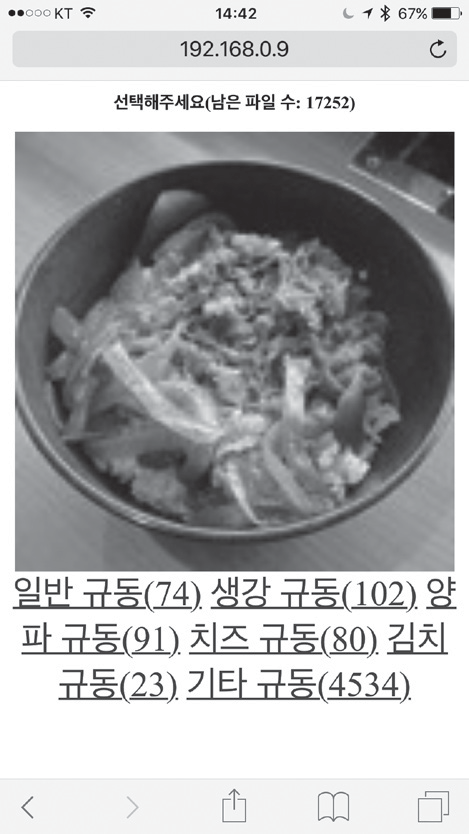 KT 14:42 67%
192.168.0.9
선택해주세요(남은 파일 수: 17252)
일반 규동(74) 생강 규동(102) 양
파 규동(91) 치즈 규동(80) 김치
규동(23) 기타 규동(4534)